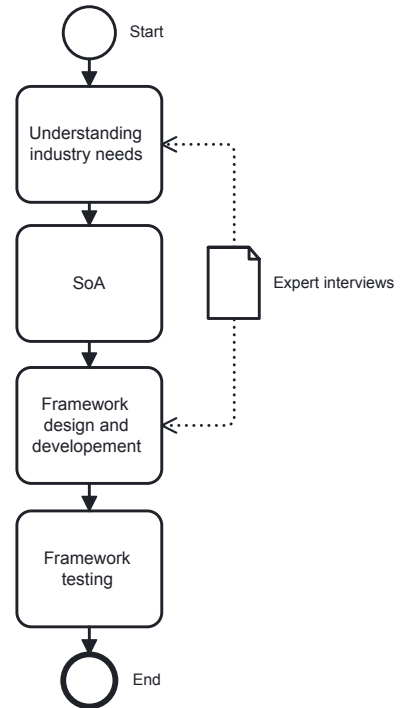 Start
Understanding
industry needs
SoA
Expert interviews
Framework
design and
developement
Framework
testing
End